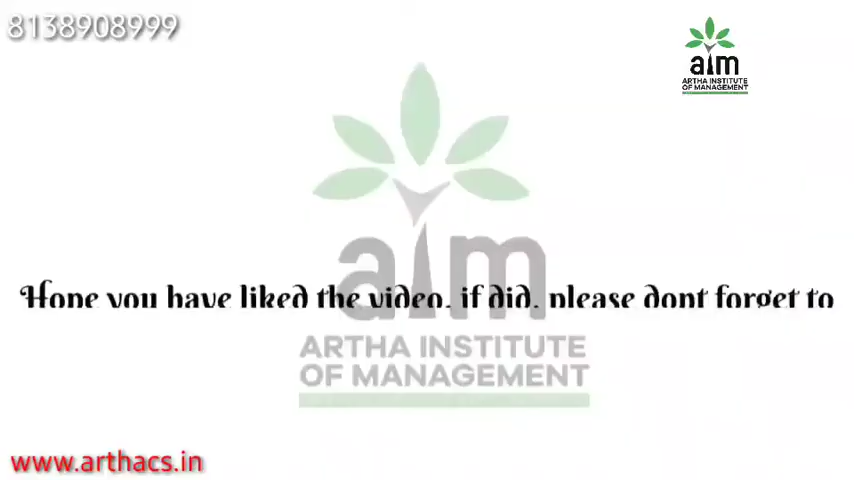 8138908999
aim
ARTHA INSTITUTE
OF MANAGEMENT
aim
Hope you have liked the video, if did, please dont forget to
ARTHA INSTITUTE
OF MANAGEMENT
www.arthacs.in